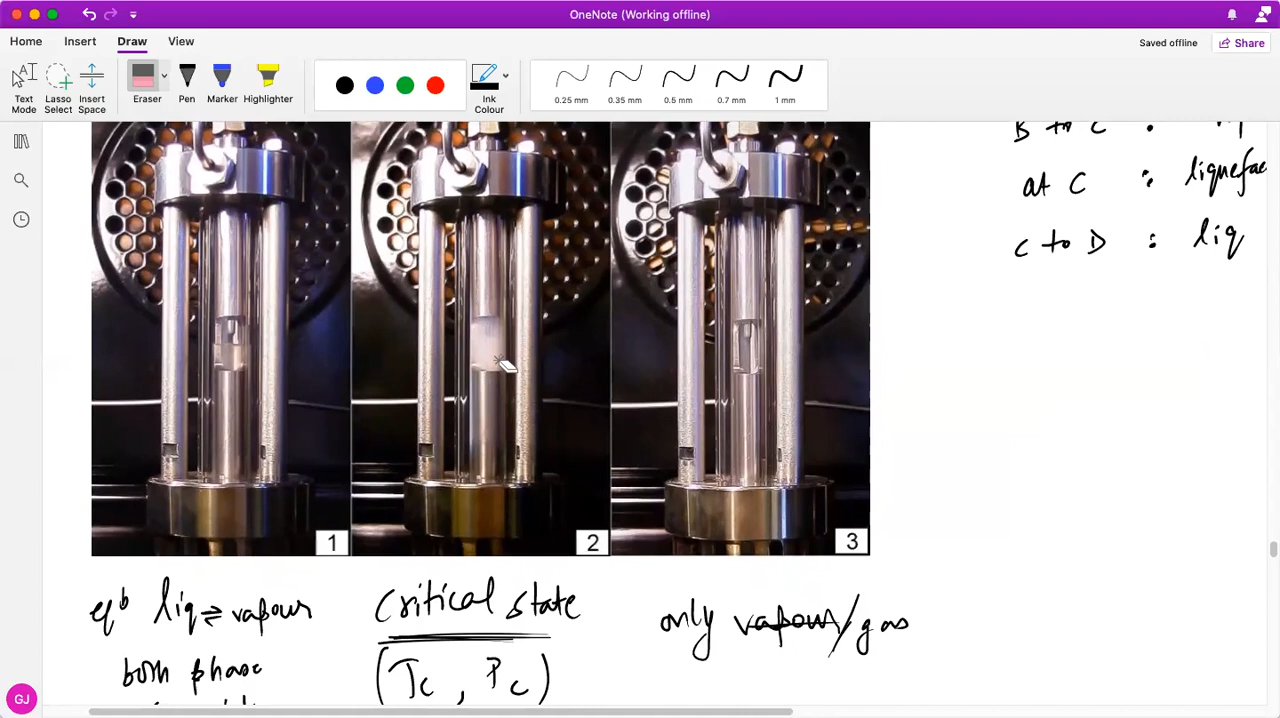 OneNote (Working offline)
Home Insert Draw View
Saved offline
Share
Text Mode
Lasso Select
Insert Space
Eraser
Pen
Marker
Highlighter
Ink Colour
0.25 mm
0.35 mm
0.5 mm
0.7 mm
1 mm
B to C :
at C : liquefac
C to D : liq
1
2
3
eqb liq ⇌ vapour
both phase
critical state
(Tc, Pc)
only vapour/gas
GJ